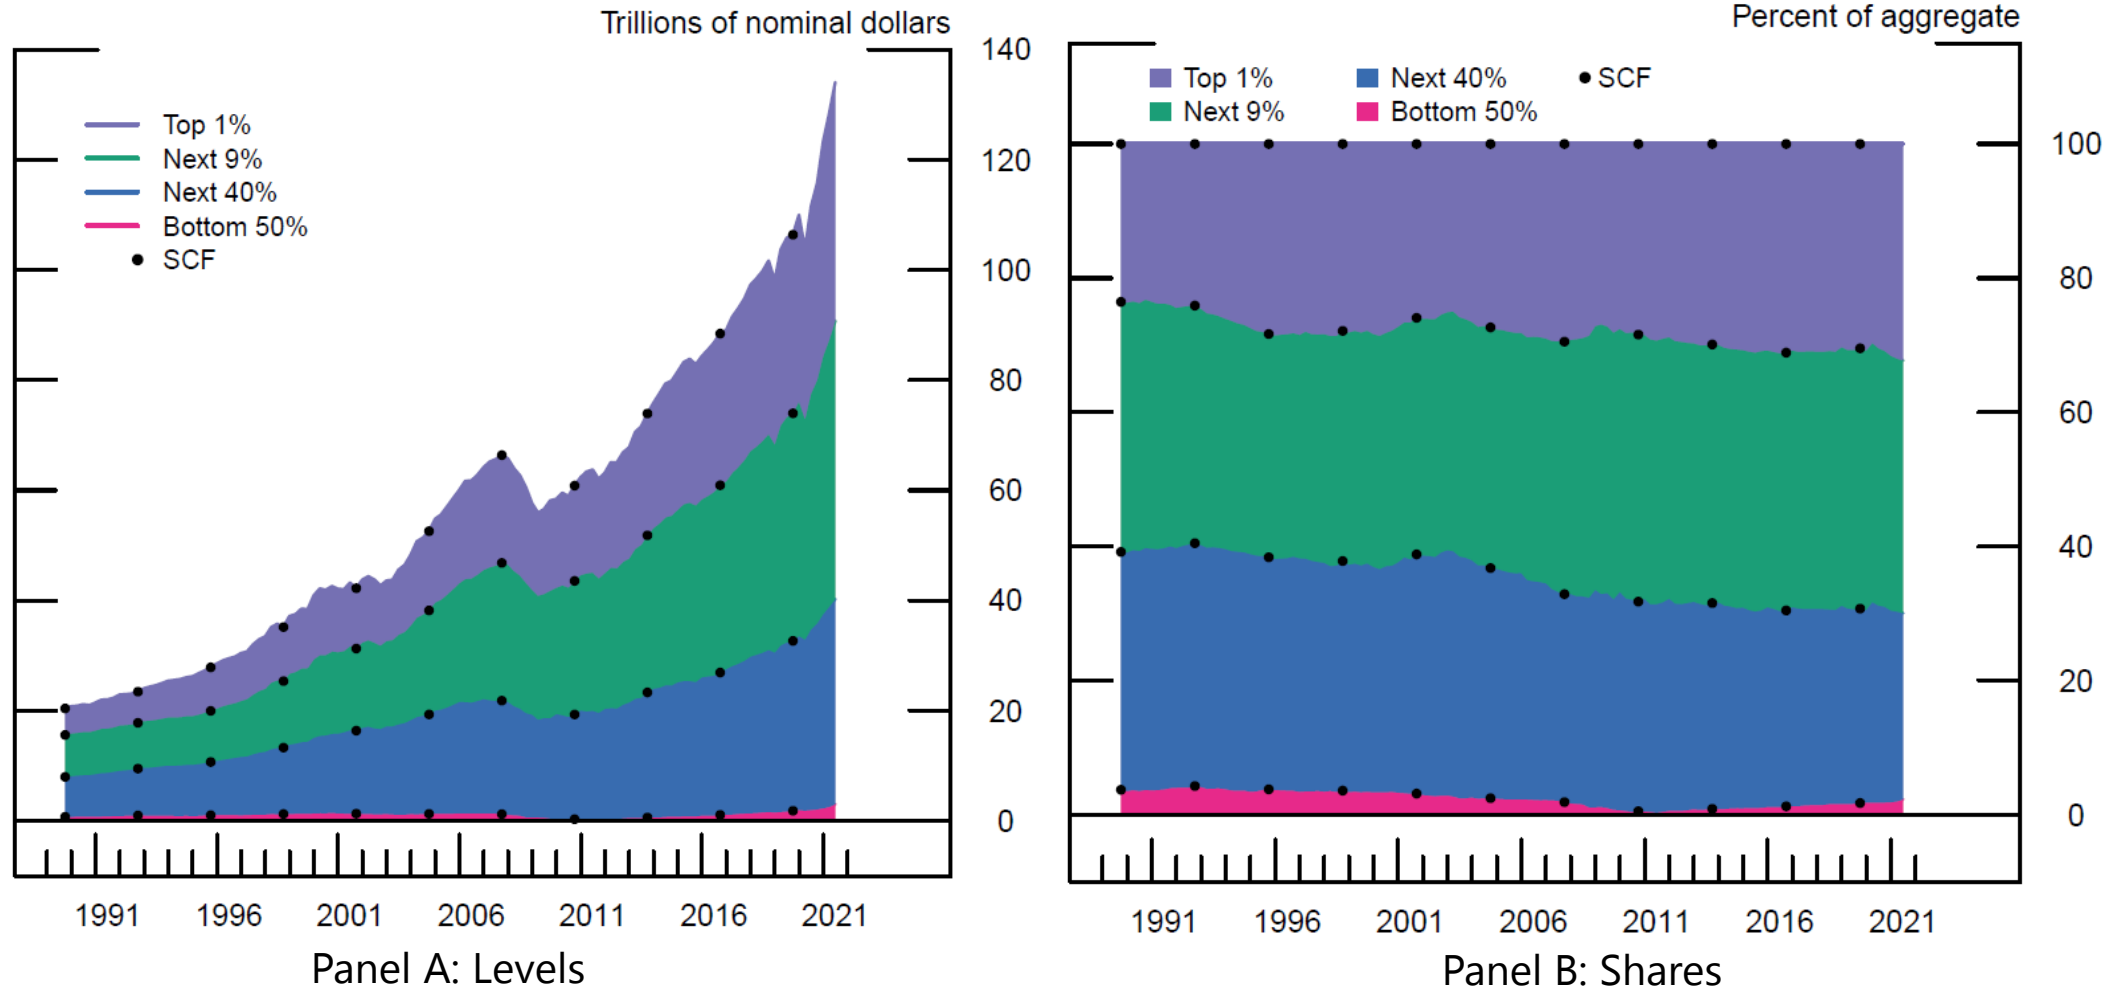 Trillions of nominal dollars
140
120
100
80
60
40
20
0
Top 1%
Next 9%
Next 40%
Bottom 50%
SCF
1991 1996 2001 2006 2011 2016 2021
Panel A: Levels
Percent of aggregate
Top 1% Next 40% SCF
Next 9% Bottom 50%
100
80
60
40
20
0
1991 1996 2001 2006 2011 2016 2021
Panel B: Shares